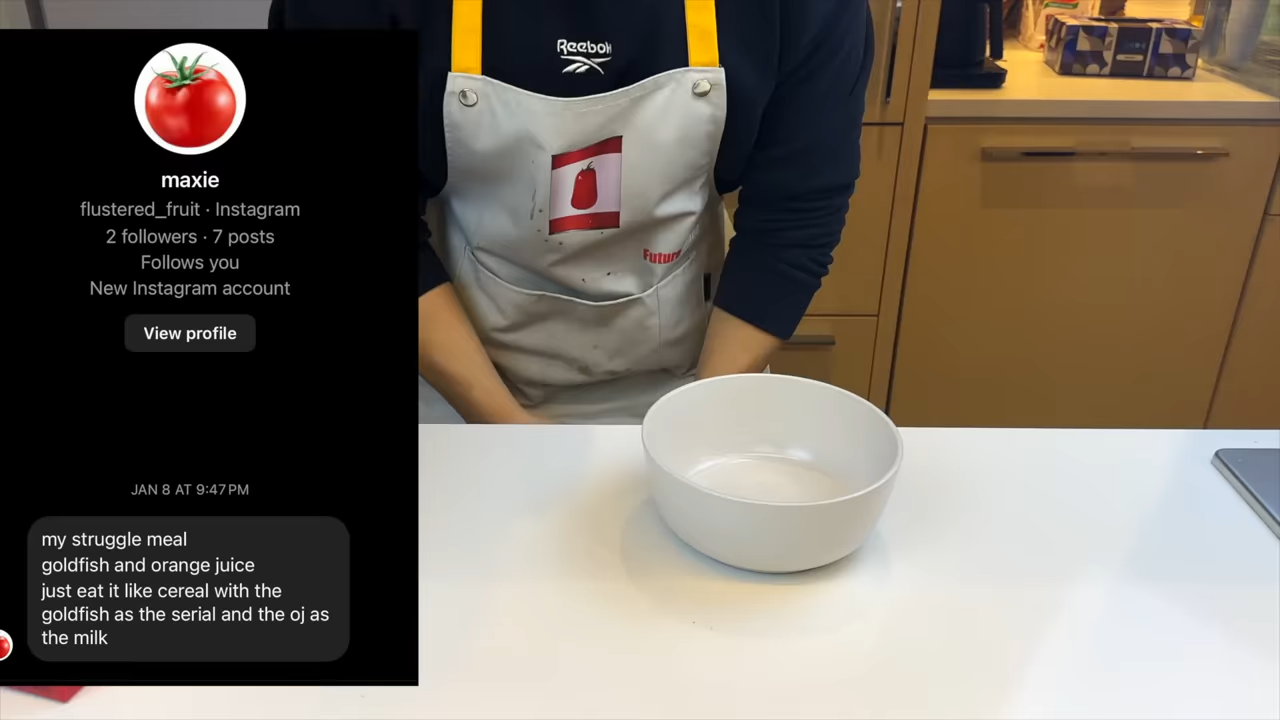 maxie
flustered_fruit · Instagram
2 followers · 7 posts
Follows you
New Instagram account
View profile
JAN 8 AT 9:47 PM
my struggle meal
goldfish and orange juice
just eat it like cereal with the
goldfish as the serial and the oj as
the milk
Reebok
Future